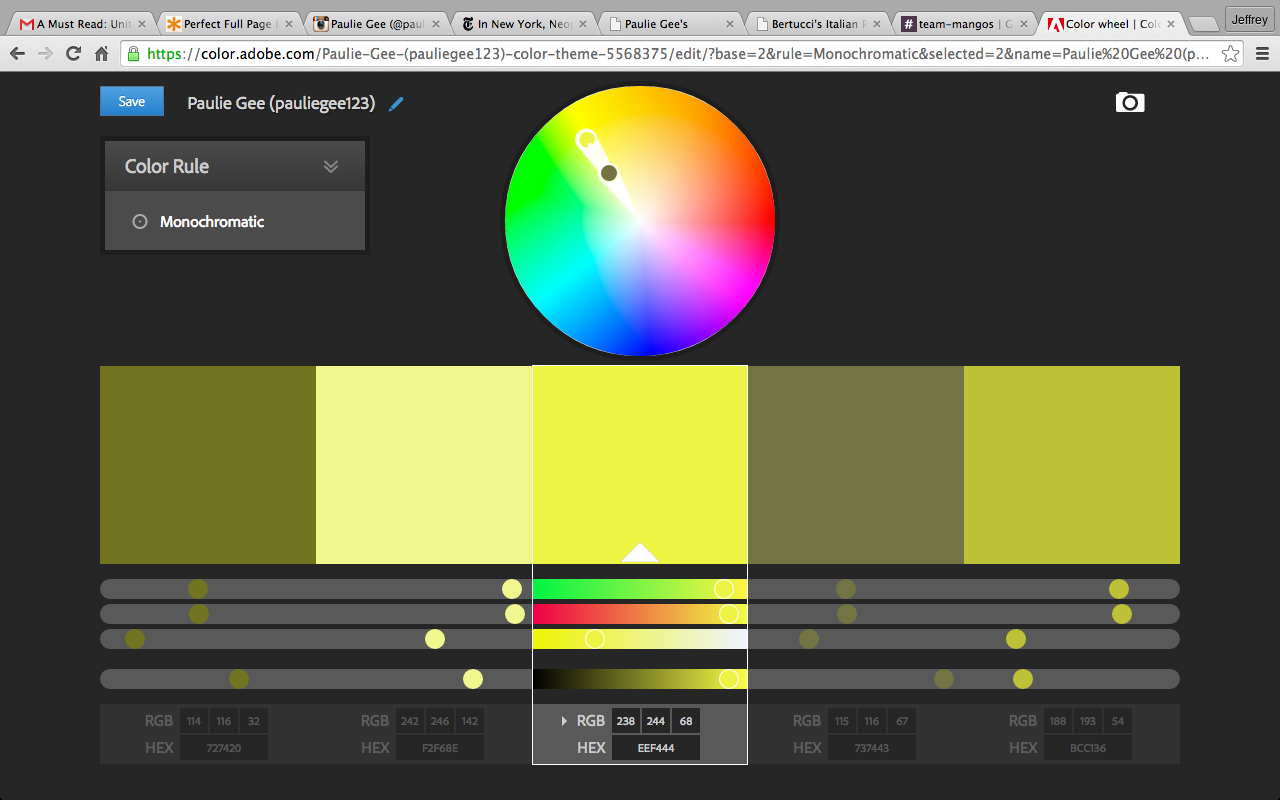 Jeffrey
A Must Read: Unit
Perfect Full Page
Paulie Gee (@paul
In New York, Neo
Paulie Gee's
Bertucci's Italian R
team-mangos | G
Color wheel | Colo
https://color.adobe.com/Paulie-Gee-(pauliegee123)-color-theme-5568375/edit/?base=2&rule=Monochromatic&selected=2&name=Paulie%20Gee%20(p...
Save
Paulie Gee (pauliegee123)
Color Rule
Monochromatic
RGB 114 116 32
HEX 727420
RGB 242 246 142
HEX F2F68E
RGB 238 244 68
HEX EEF444
RGB 115 116 67
HEX 737443
RGB 188 193 54
HEX BCC136